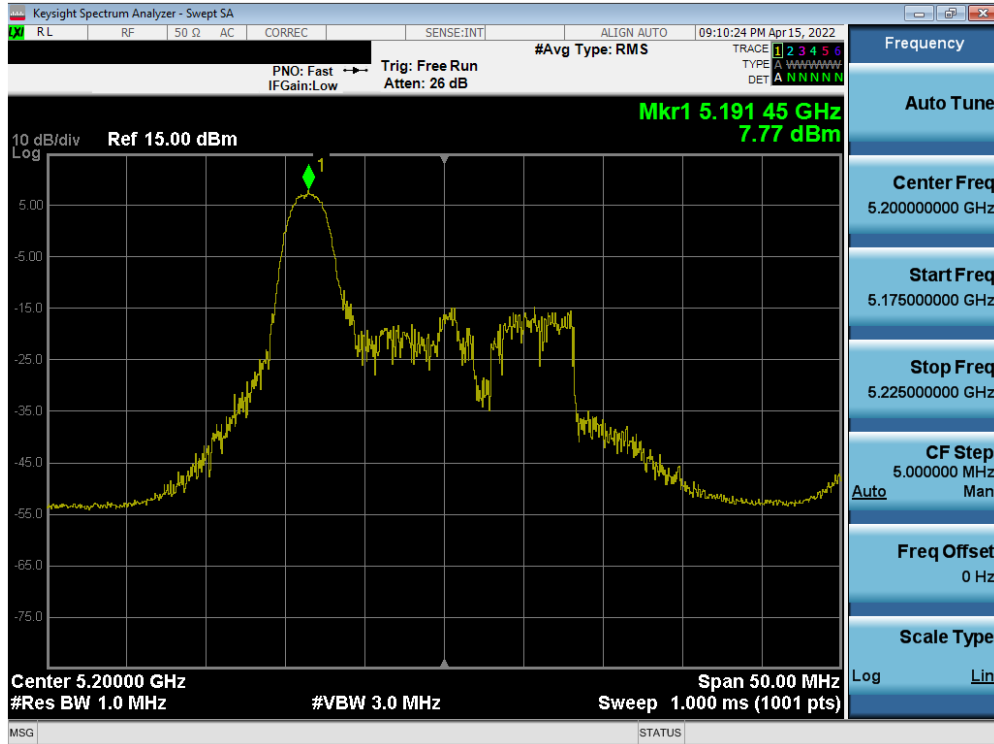 Keysight Spectrum Analyzer - Swept SA
LXI RL RF 50 Ω AC CORREC SENSE:INT ALIGN AUTO 09:10:24 PM Apr 15, 2022
#Avg Type: RMS
TRACE 1 2 3 4 5 6
PNO: Fast Trig: Free Run
TYPE A WWWWW
IFGain:Low Atten: 26 dB
DET A N N N N N
Frequency
Mkr1 5.191 45 GHz
7.77 dBm
10 dB/div Ref 15.00 dBm
Log
1
5.00
-5.00
-15.0
-25.0
-35.0
-45.0
-55.0
-65.0
-75.0
Center 5.20000 GHz Span 50.00 MHz
#Res BW 1.0 MHz #VBW 3.0 MHz Sweep 1.000 ms (1001 pts)
Auto Tune
Center Freq
5.200000000 GHz
Start Freq
5.175000000 GHz
Stop Freq
5.225000000 GHz
CF Step
5.000000 MHz
Auto Man
Freq Offset
0 Hz
Scale Type
Log Lin
MSG STATUS